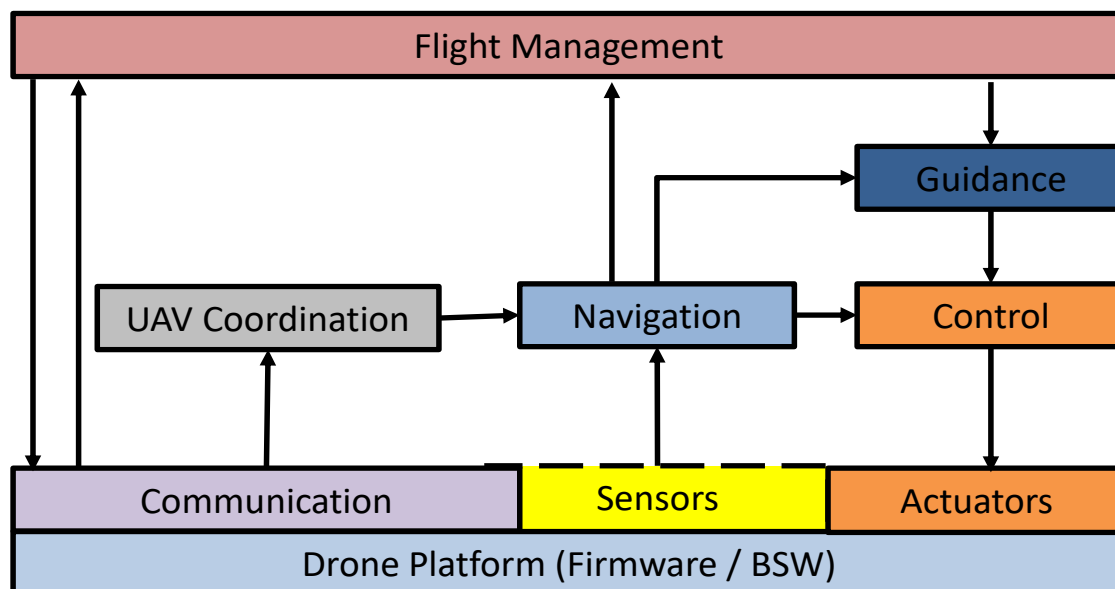 Flight Management
Guidance
UAV Coordination
Navigation
Control
Communication
Sensors
Actuators
Drone Platform (Firmware / BSW)